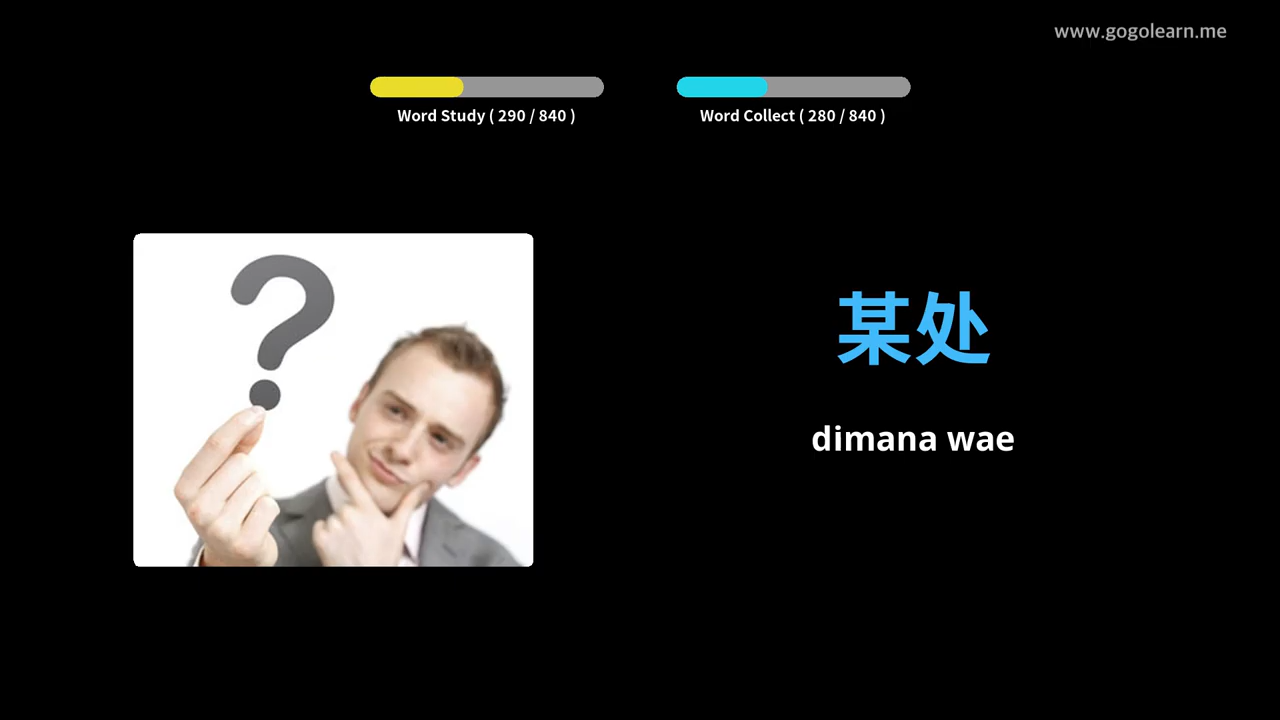 www.gogolearn.me
Word Study ( 290 / 840 )
Word Collect ( 280 / 840 )
?
某处
dimana wae